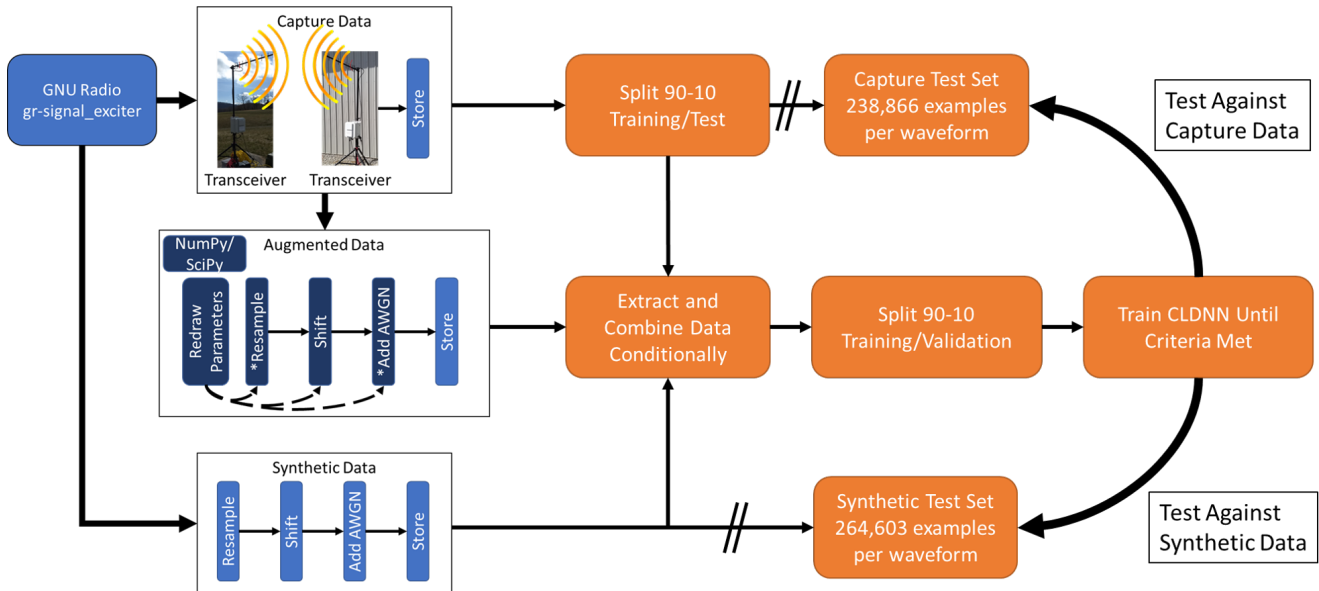 GNU Radio
gr-signal_exciter
Capture Data
Transceiver
Transceiver
Store
Split 90-10
Training/Test
Capture Test Set
238,866 examples
per waveform
Test Against
Capture Data
NumPy/
SciPy
Augmented Data
Redraw
Parameters
*Resample
Shift
*Add AWGN
Store
Extract and
Combine Data
Conditionally
Split 90-10
Training/Validation
Train CLDNN Until
Criteria Met
Synthetic Data
Resample
Shift
Add AWGN
Store
Synthetic Test Set
264,603 examples
per waveform
Test Against
Synthetic Data